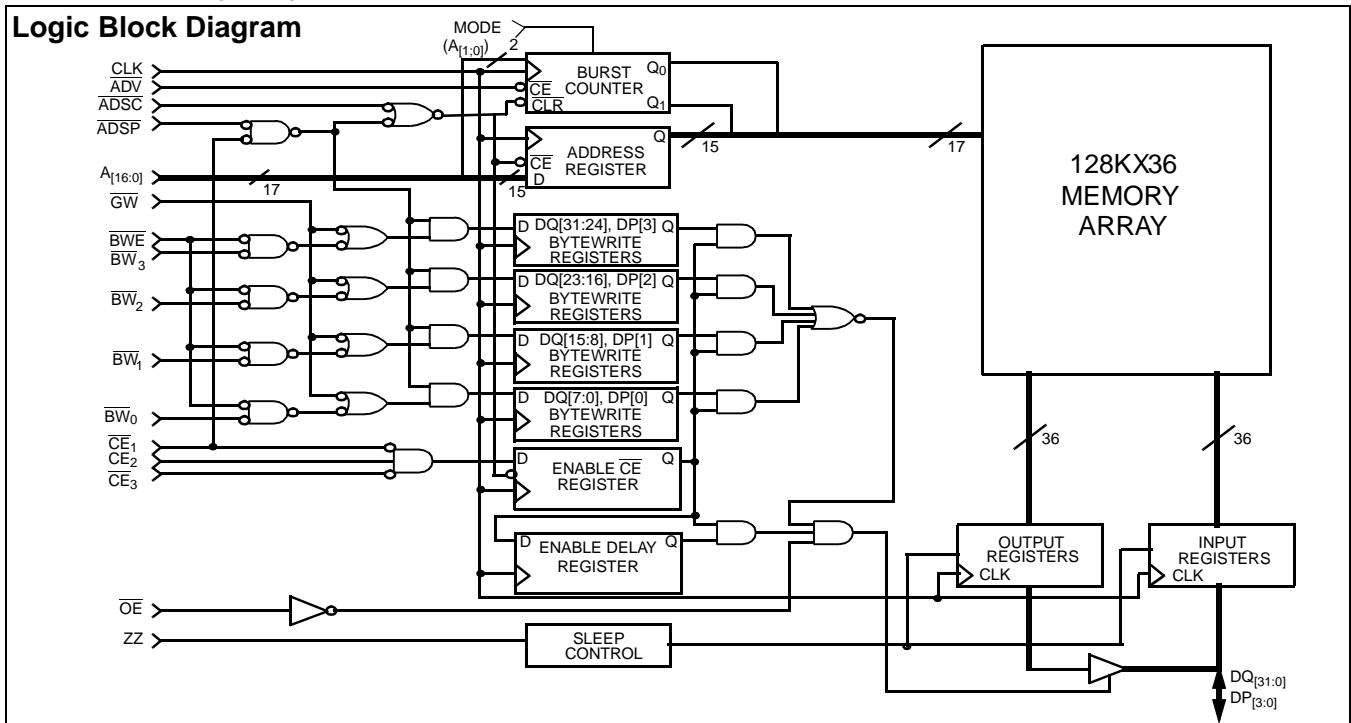 Logic Block Diagram
MODE
(A[1;0])
2
CLK
ADV
ADSC
ADSP
A[16:0]
GW
BWE
BW3
BW2
BW1
BW0
CE1
CE2
CE3
OE
ZZ
17
15
BURST
COUNTER
CE
CLR
Q0
Q1
ADDRESS
REGISTER
CE
D
Q
15
17
128KX36
MEMORY
ARRAY
D DQ[31:24], DP[3] Q
BYTEWRITE
REGISTERS
D DQ[23:16], DP[2] Q
BYTEWRITE
REGISTERS
D DQ[15:8], DP[1] Q
BYTEWRITE
REGISTERS
D DQ[7:0], DP[0] Q
BYTEWRITE
REGISTERS
D ENABLE CE Q
REGISTER
D ENABLE DELAY Q
REGISTER
SLEEP
CONTROL
36
36
OUTPUT
REGISTERS
CLK
INPUT
REGISTERS
CLK
DQ[31:0]
DP[3:0]